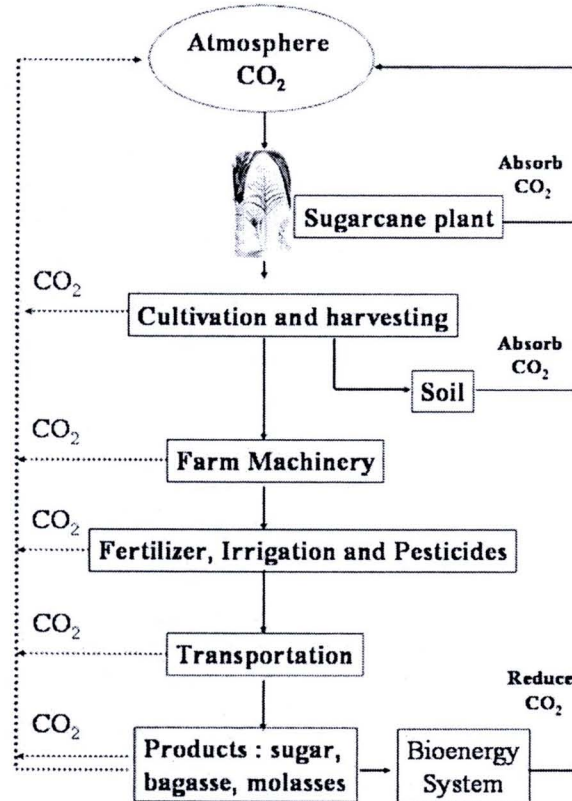 Atmosphere
CO₂
Absorb
CO₂
Sugarcane plant
CO₂
Cultivation and harvesting
Absorb
CO₂
Soil
CO₂
Farm Machinery
CO₂
Fertilizer, Irrigation and Pesticides
CO₂
Transportation
Reduce
CO₂
CO₂
Products : sugar,
bagasse, molasses
Bioenergy
System